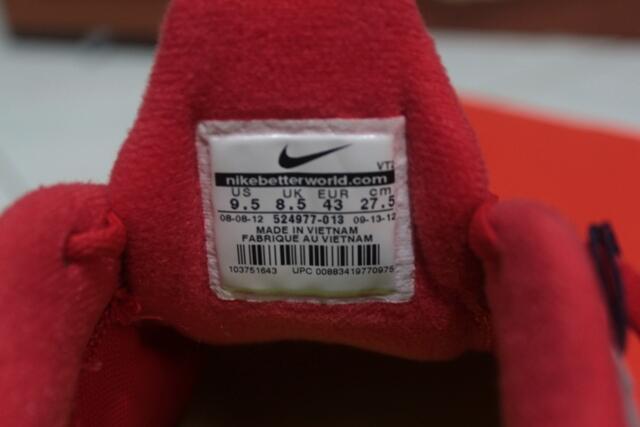 VT2
nikebetterworld.com
US UK EUR cm
9.5 8.5 43 27.5
08-08-12 524977-013 09-13-12
MADE IN VIETNAM
FABRIQUE AU VIETNAM
103751643 UPC 00883419770975